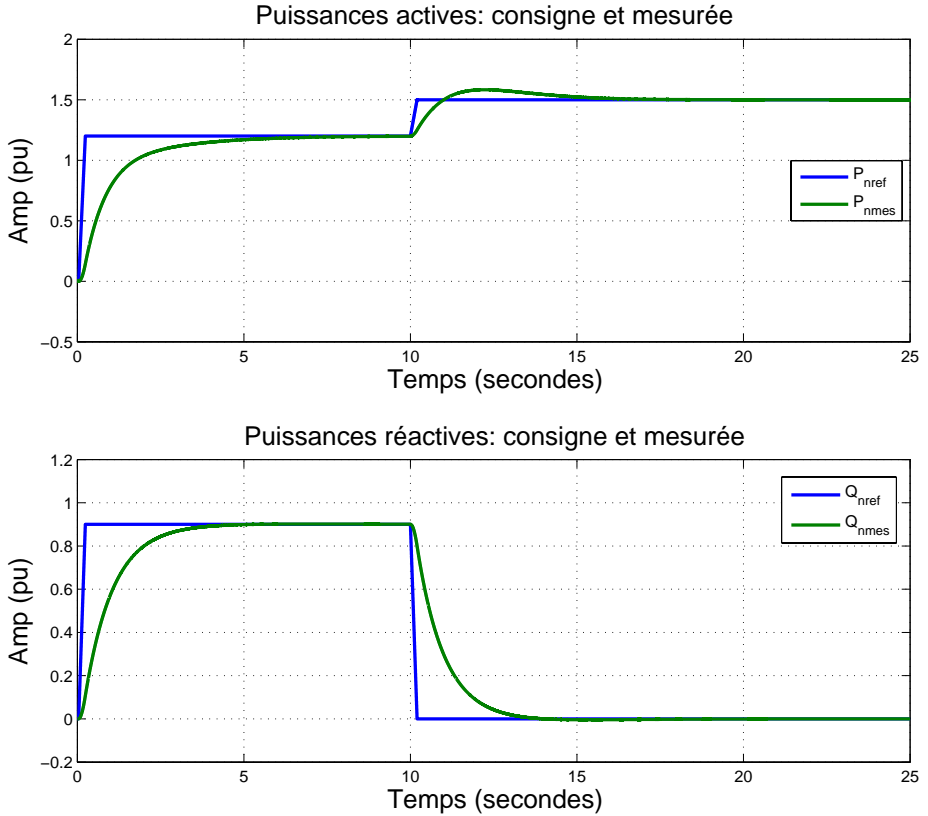 Puissances actives: consigne et mesurée
2
1.5
1
0.5
0
−0.5
Amp (pu)
P_nref
P_nmes
0 5 10 15 20 25
Temps (secondes)
Puissances réactives: consigne et mesurée
1.2
1
0.8
0.6
0.4
0.2
0
−0.2
Amp (pu)
Q_nref
Q_nmes
0 5 10 15 20 25
Temps (secondes)